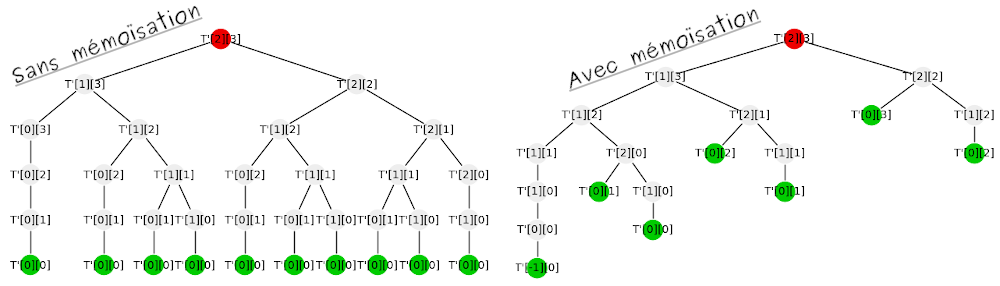 Sans mémoïsation
T'[2][3]
T'[1][3] T'[2][2]
T'[0][3] T'[1][2] T'[1][2] T'[2][1]
T'[0][2] T'[0][2] T'[1][1] T'[0][2] T'[1][1] T'[1][1] T'[2][0]
T'[0][1] T'[0][1] T'[0][1] T'[1][0] T'[0][1] T'[0][1] T'[1][0] T'[0][1] T'[1][0] T'[1][0]
T'[0][0] T'[0][0] T'[0][0] T'[0][0] T'[0][0] T'[0][0] T'[0][0] T'[0][0] T'[0][0] T'[0][0]
Avec mémoïsation
T'[2][3]
T'[1][3] T'[2][2]
T'[1][2] T'[2][1] T'[0][3] T'[1][2]
T'[1][1] T'[2][0] T'[0][2] T'[1][1] T'[0][2]
T'[1][0] T'[0][1] T'[1][0] T'[0][1]
T'[0][0] T'[0][0]
T'[-1][0]